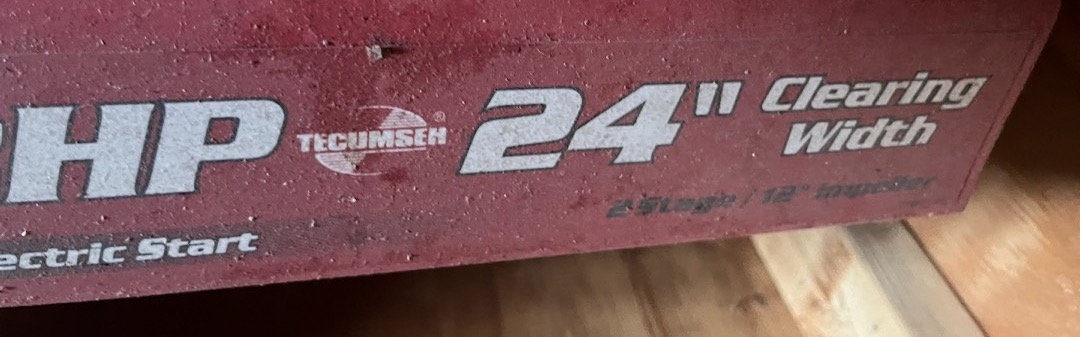 HP TECUMSEH® 24" Clearing
Width
2 Stage / 12" Impeller
ectric Start